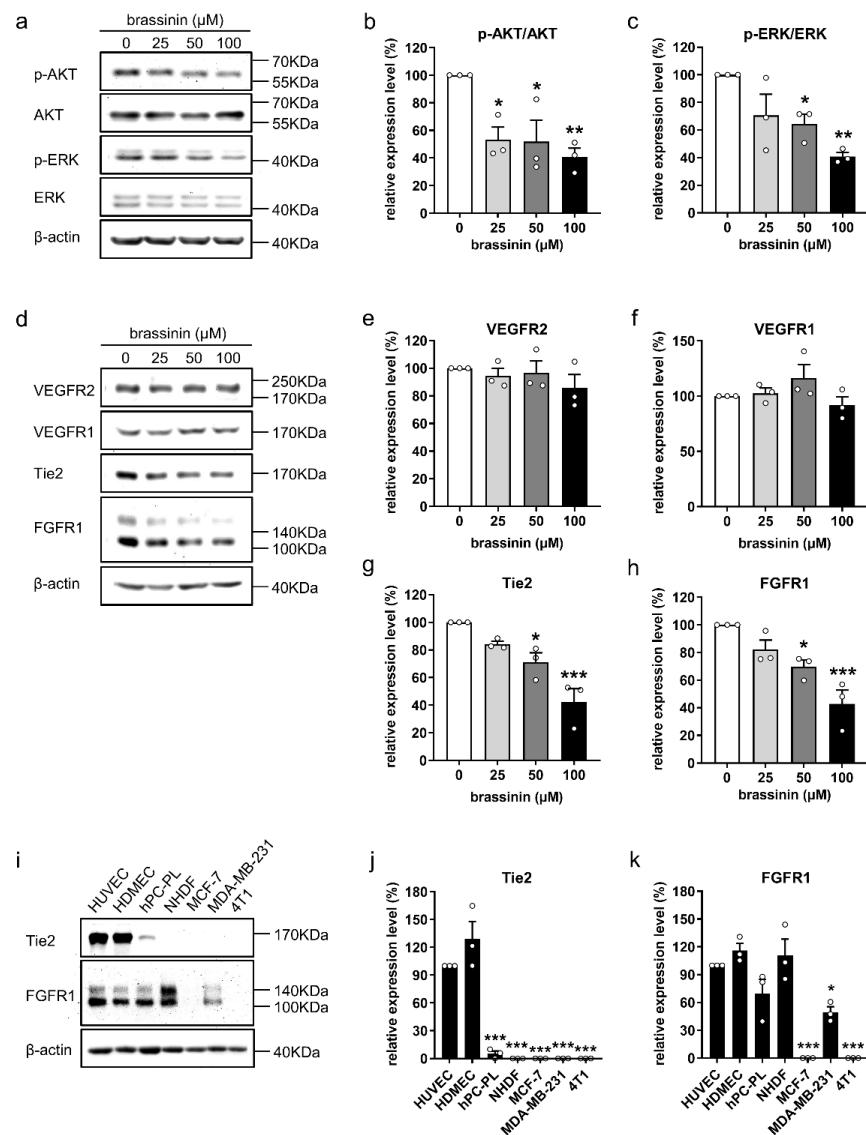 a
brassinin (µM)
0 25 50 100
p-AKT
70KDa
55KDa
AKT
70KDa
55KDa
p-ERK
40KDa
ERK
40KDa
β-actin
40KDa
b
p-AKT/AKT
relative expression level (%)
140
120
100
80
60
40
20
0
* * **
0 25 50 100
brassinin (µM)
c
p-ERK/ERK
relative expression level (%)
140
120
100
80
60
40
20
0
* **
0 25 50 100
brassinin (µM)
d
brassinin (µM)
0 25 50 100
VEGFR2
250KDa
170KDa
VEGFR1
170KDa
Tie2
170KDa
FGFR1
140KDa
100KDa
β-actin
40KDa
e
VEGFR2
relative expression level (%)
120
100
80
60
40
20
0
0 25 50 100
brassinin (µM)
f
VEGFR1
relative expression level (%)
150
100
50
0
0 25 50 100
brassinin (µM)
g
Tie2
relative expression level (%)
120
100
80
60
40
20
0
* ***
0 25 50 100
brassinin (µM)
h
FGFR1
relative expression level (%)
120
100
80
60
40
20
0
* ***
0 25 50 100
brassinin (µM)
i
HUVEC HDMEC hPC-PL NHDF MCF-7 MDA-MB-231 4T1
Tie2
170KDa
FGFR1
140KDa
100KDa
β-actin
40KDa
j
Tie2
relative expression level (%)
180
150
120
90
60
30
0
*** *** *** *** ***
HUVEC HDMEC hPC-PL NHDF MCF-7 MDA-MB-231 4T1
k
FGFR1
relative expression level (%)
180
150
120
90
60
30
0
*** * ***
HUVEC HDMEC hPC-PL NHDF MCF-7 MDA-MB-231 4T1